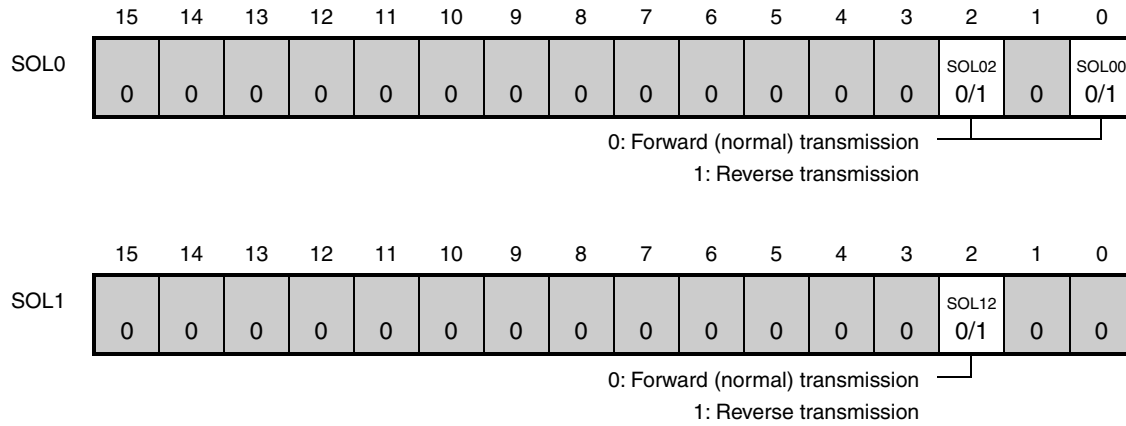 15 14 13 12 11 10 9 8 7 6 5 4 3 2 1 0
SOL0
SOL02 SOL00
0 0 0 0 0 0 0 0 0 0 0 0 0 0/1 0 0/1
0: Forward (normal) transmission
1: Reverse transmission
15 14 13 12 11 10 9 8 7 6 5 4 3 2 1 0
SOL1
SOL12
0 0 0 0 0 0 0 0 0 0 0 0 0 0/1 0 0
0: Forward (normal) transmission
1: Reverse transmission